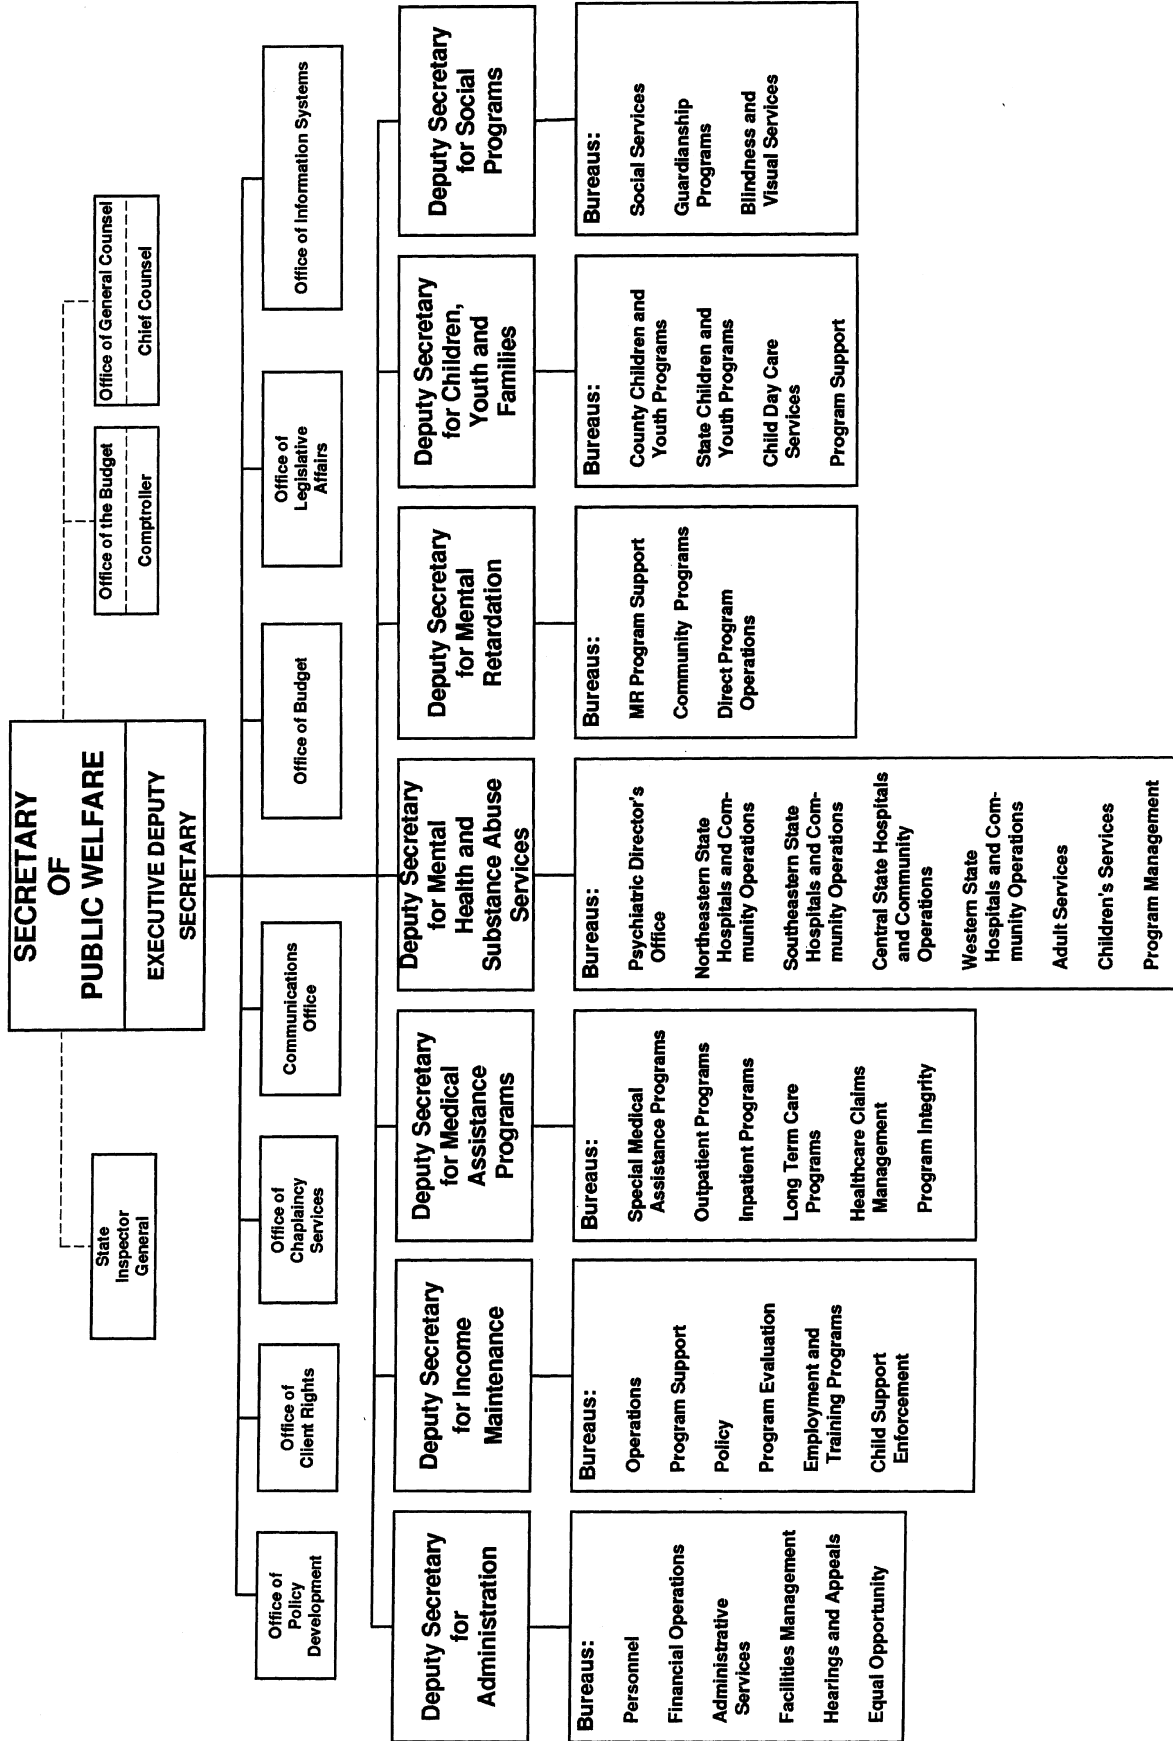 SECRETARY
OF
PUBLIC WELFARE
EXECUTIVE DEPUTY
SECRETARY
State
Inspector
General
Office of the Budget
Comptroller
Office of General Counsel
Chief Counsel
Office of
Policy
Development
Office of
Client Rights
Office of
Chaplaincy
Services
Communications
Office
Office of Budget
Office of
Legislative
Affairs
Office of Information Systems
Deputy Secretary
for
Administration
Bureaus:
Personnel
Financial Operations
Administrative
Services
Facilities Management
Hearings and Appeals
Equal Opportunity
Deputy Secretary
for Income
Maintenance
Bureaus:
Operations
Program Support
Policy
Program Evaluation
Employment and
Training Programs
Child Support
Enforcement
Deputy Secretary
for Medical
Assistance
Programs
Bureaus:
Special Medical
Assistance Programs
Outpatient Programs
Inpatient Programs
Long Term Care
Programs
Healthcare Claims
Management
Program Integrity
Deputy Secretary
for Mental
Health and
Substance Abuse
Services
Bureaus:
Psychiatric Director's
Office
Northeastern State
Hospitals and Com-
munity Operations
Southeastern State
Hospitals and Com-
munity Operations
Central State Hospitals
and Community
Operations
Western State
Hospitals and Com-
munity Operations
Adult Services
Children's Services
Program Management
Deputy Secretary
for Mental
Retardation
Bureaus:
MR Program Support
Community Programs
Direct Program
Operations
Deputy Secretary
for Children,
Youth and
Families
Bureaus:
County Children and
Youth Programs
State Children and
Youth Programs
Child Day Care
Services
Program Support
Deputy Secretary
for Social
Programs
Bureaus:
Social Services
Guardianship
Programs
Blindness and
Visual Services